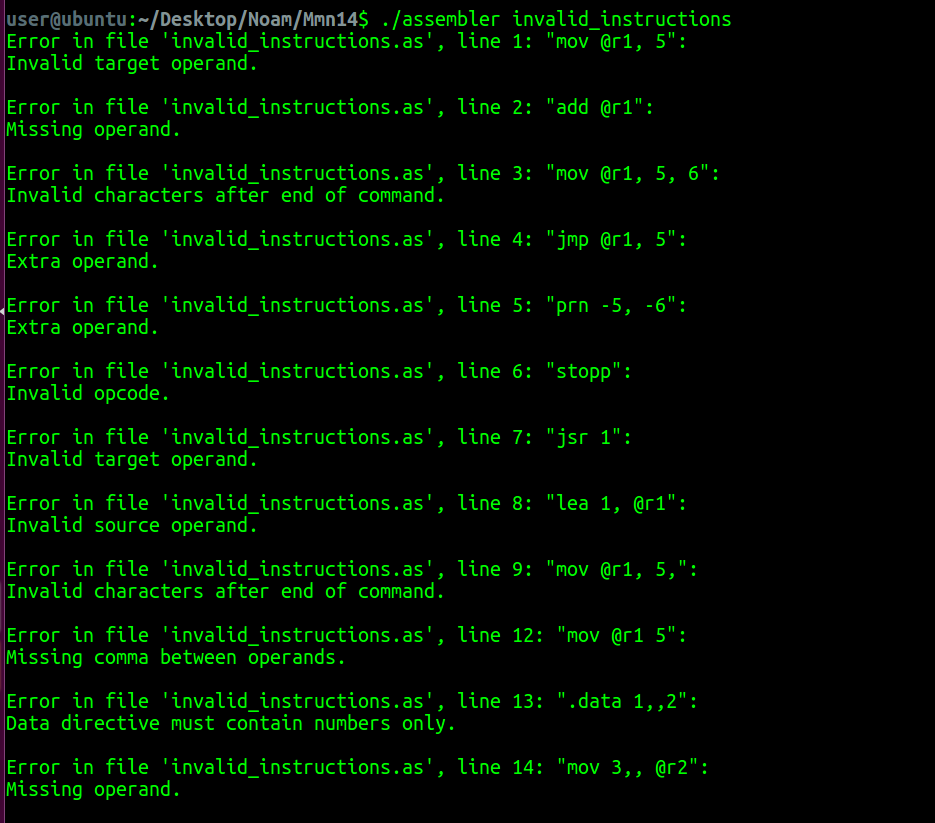 user@ubuntu:~/Desktop/Noam/Mmn14$ ./assembler invalid_instructions
Error in file 'invalid_instructions.as', line 1: "mov @r1, 5":
Invalid target operand.
Error in file 'invalid_instructions.as', line 2: "add @r1":
Missing operand.
Error in file 'invalid_instructions.as', line 3: "mov @r1, 5, 6":
Invalid characters after end of command.
Error in file 'invalid_instructions.as', line 4: "jmp @r1, 5":
Extra operand.
Error in file 'invalid_instructions.as', line 5: "prn -5, -6":
Extra operand.
Error in file 'invalid_instructions.as', line 6: "stopp":
Invalid opcode.
Error in file 'invalid_instructions.as', line 7: "jsr 1":
Invalid target operand.
Error in file 'invalid_instructions.as', line 8: "lea 1, @r1":
Invalid source operand.
Error in file 'invalid_instructions.as', line 9: "mov @r1, 5,":
Invalid characters after end of command.
Error in file 'invalid_instructions.as', line 12: "mov @r1 5":
Missing comma between operands.
Error in file 'invalid_instructions.as', line 13: ".data 1,,2":
Data directive must contain numbers only.
Error in file 'invalid_instructions.as', line 14: "mov 3,, @r2":
Missing operand.